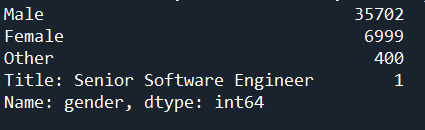 Male 35702
Female 6999
Other 400
Title: Senior Software Engineer 1
Name: gender, dtype: int64